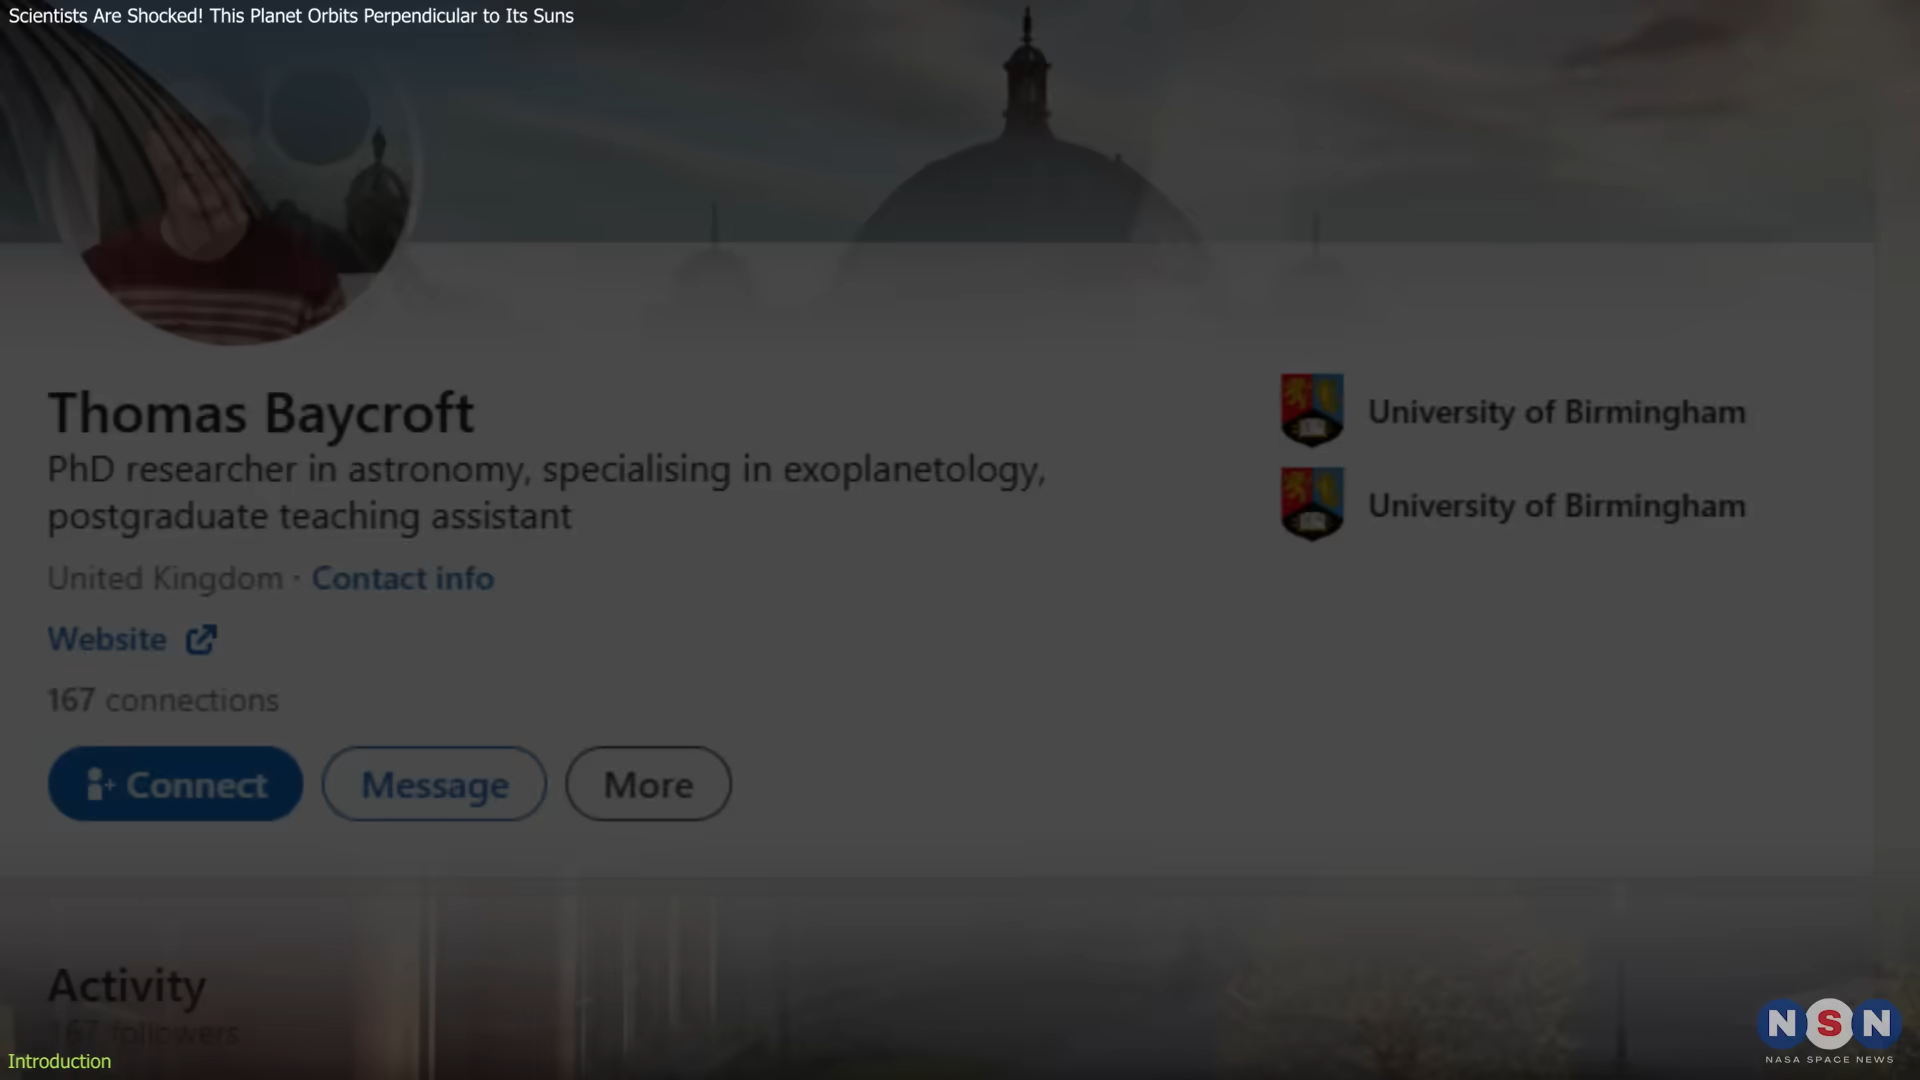 Scientists Are Shocked! This Planet Orbits Perpendicular to Its Suns
Thomas Baycroft
PhD researcher in astronomy, specialising in exoplanetology,
postgraduate teaching assistant
United Kingdom · Contact info
Website
167 connections
Connect
Message
More
University of Birmingham
University of Birmingham
Activity
167 followers
Introduction
NSN
NASA SPACE NEWS